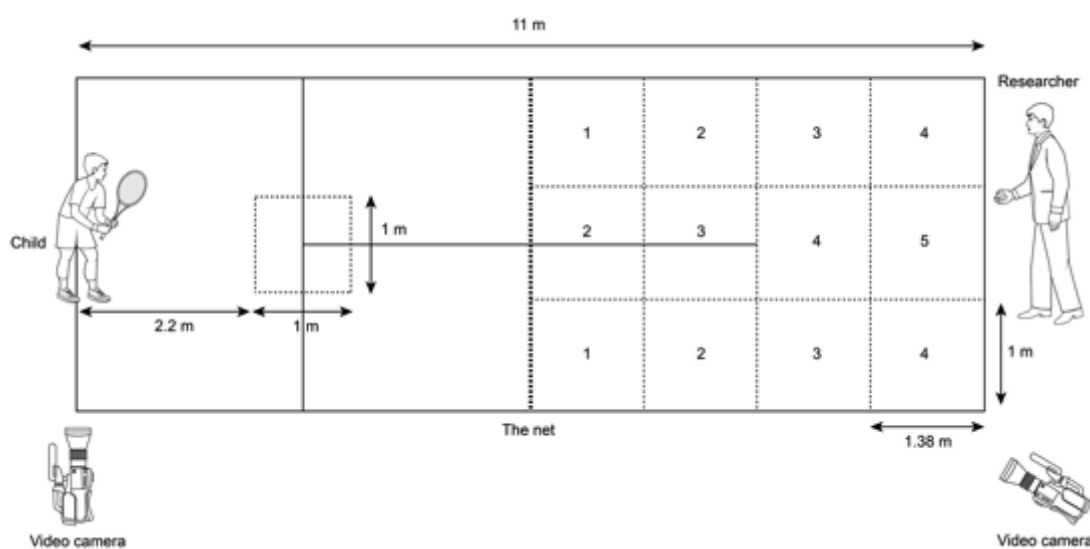 11 m
Researcher
1 2 3 4
Child
1 m
2 3 4 5
2.2 m
1 m
1 2 3 4
1 m
The net
1.38 m
Video camera
Video camera